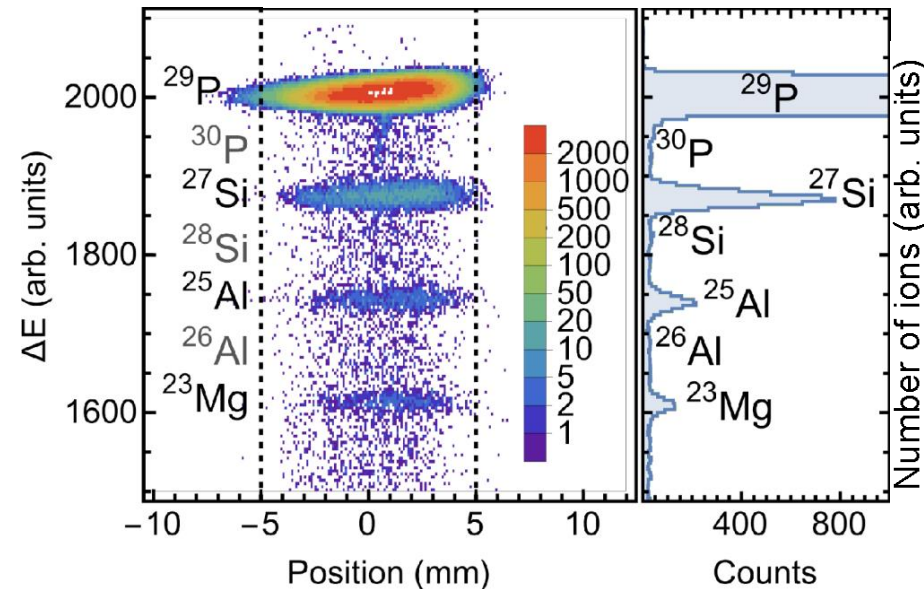 ΔE (arb. units)
2000
1800
1600
²⁹P
³⁰P
²⁷Si
²⁸Si
²⁵Al
²⁶Al
²³Mg
2000
1000
500
200
100
50
20
10
5
2
1
−10 −5 0 5 10
Position (mm)
²⁹P
³⁰P
²⁷Si
²⁸Si
²⁵Al
²⁶Al
²³Mg
400 800
Counts
Number of ions (arb. units)